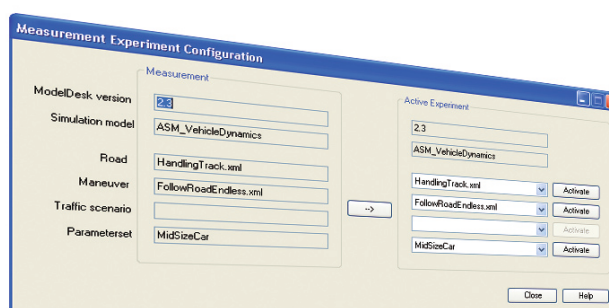 Measurement Experiment Configuration
Measurement
Active Experiment
ModelDesk version
2.3
2.3
Simulation model
ASM_VehicleDynamics
ASM_VehicleDynamics
Road
HandlingTrack.xml
HandlingTrack.xml
Activate
Maneuver
FollowRoadEndless.xml
-->
FollowRoadEndless.xml
Activate
Traffic scenario
Activate
Parameterset
MidSizeCar
MidSizeCar
Activate
Close
Help